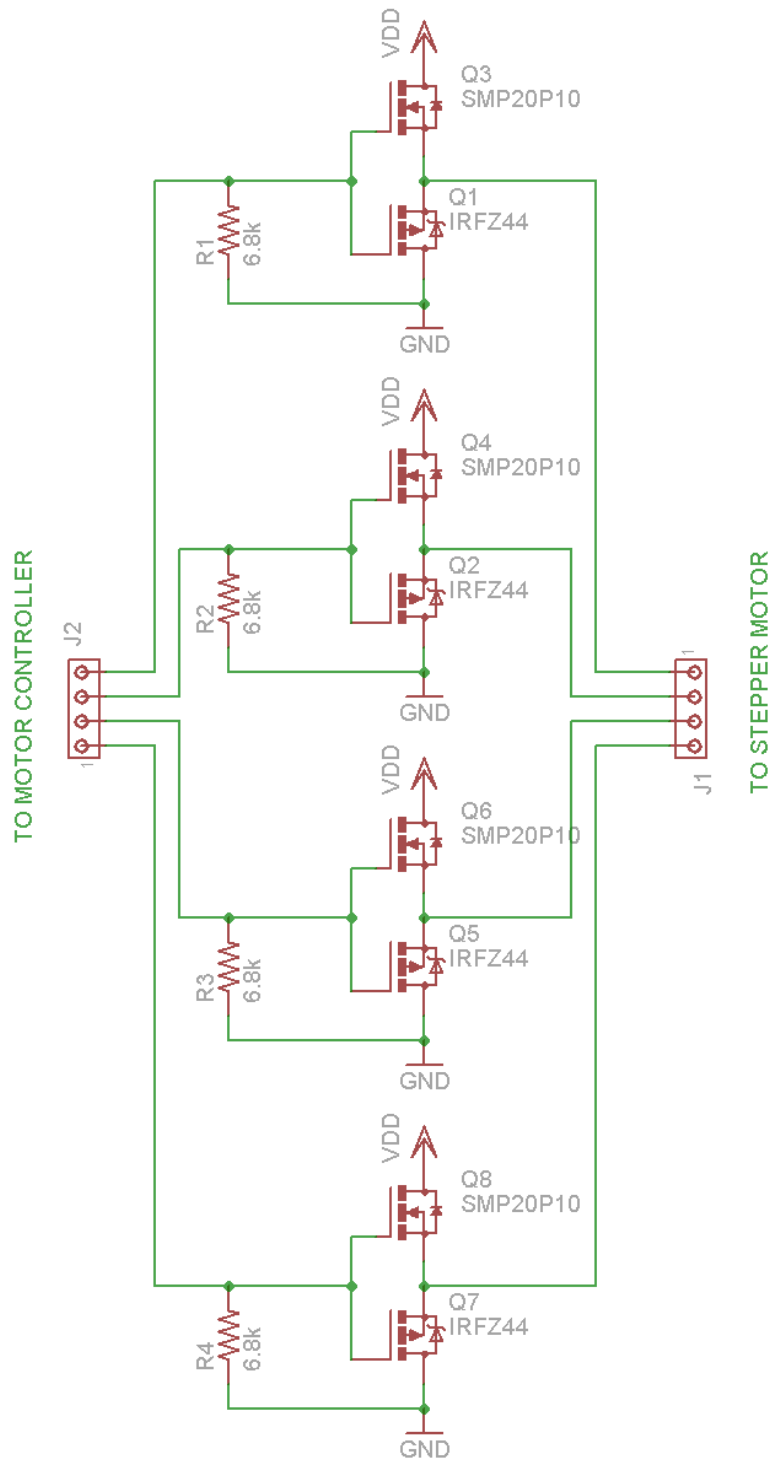 VDD
Q3
SMP20P10
Q1
IRFZ44
R1
6.8k
GND
VDD
Q4
SMP20P10
Q2
IRFZ44
R2
6.8k
GND
TO MOTOR CONTROLLER
J2
1
1
J1
TO STEPPER MOTOR
VDD
Q6
SMP20P10
Q5
IRFZ44
R3
6.8k
GND
VDD
Q8
SMP20P10
Q7
IRFZ44
R4
6.8k
GND